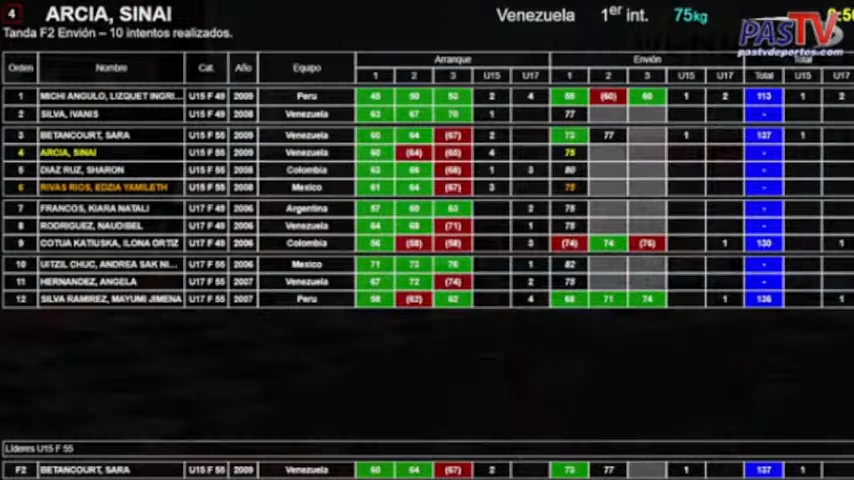 4 ARCIA, SINAI Venezuela 1er int. 75kg
Tanda F2 Envión – 10 intentos realizados.
PASTV
pastvdeportes.com
Arranque Envión Total
Orden Nombre Cat. Año Equipo 1 2 3 U15 U17 1 2 3 U15 U17 Total U15 U17
1 MICHI ANGULO, LIZQUET INGRI... U15 F 49 2009 Peru 45 50 53 2 4 55 (60) 60 1 2 113 1 2
2 SILVA, IVANIS U15 F 49 2008 Venezuela 63 67 70 1 77 -
3 BETANCOURT, SARA U15 F 55 2009 Venezuela 60 64 (67) 2 73 77 1 137 1
4 ARCIA, SINAI U15 F 55 2009 Venezuela 60 (64) (65) 4 75 -
5 DIAZ RUZ, SHARON U15 F 55 2008 Colombia 63 (68) 1 3 80 -
6 RIVAS RIOS, EDZIA YAMILETH U15 F 55 2008 Mexico 61 64 (67) 3 75 -
7 FRANCOS, KIARA NATALI U17 F 49 2006 Argentina 57 60 63 2 75 -
8 RODRIGUEZ, NAUDIBEL U17 F 49 2006 Venezuela 64 68 (71) 1 75 -
9 COTUA KATIUSKA, ILONA ORTIZ U17 F 49 2006 Colombia 56 (58) (58) 3 (74) 74 (76) 1 130 1
10 UITZIL CHUC, ANDREA SAK NI... U17 F 55 2006 Mexico 71 73 76 1 82 -
11 HERNANDEZ, ANGELA U17 F 55 2007 Venezuela 67 72 (74) 2 75 -
12 SILVA RAMIREZ, MAYUMI JIMENA U17 F 55 2007 Peru 58 (62) 62 4 68 71 74 1 136 1
Líderes U15 F 55
F2 BETANCOURT, SARA U15 F 55 2009 Venezuela 60 64 (67) 2 73 77 1 137 1